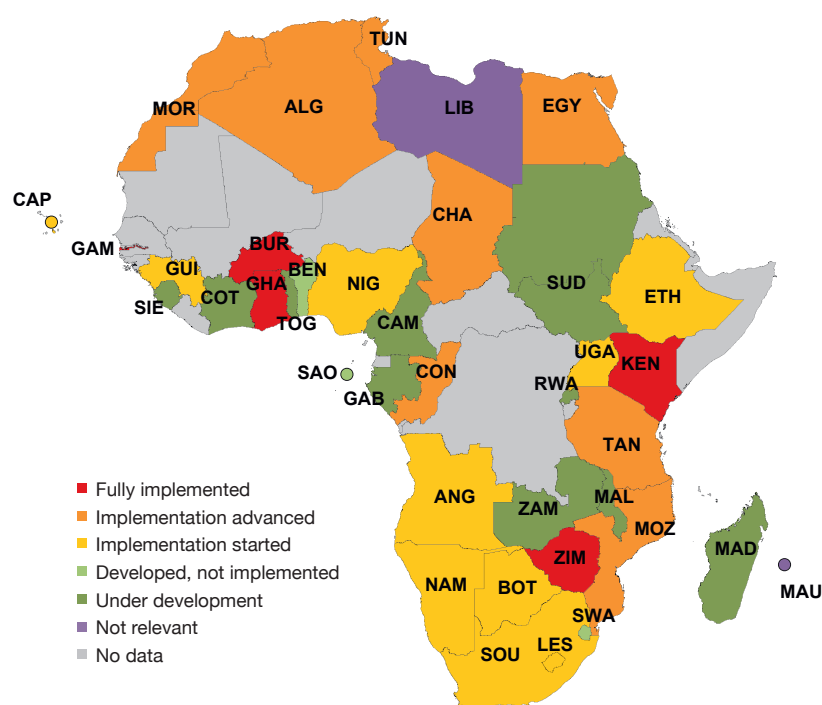 TUN
MOR
ALG
LIB
EGY
CAP
CHA
GAM
BUR
GUI
BEN
NIG
GHA
SUD
COT
ETH
SIE
TOG
CAM
UGA
KEN
SAO
CON
RWA
GAB
TAN
Fully implemented
Implementation advanced
Implementation started
Developed, not implemented
Under development
Not relevant
No data
ANG
MAL
ZAM
MOZ
MAD
ZIM
NAM
BOT
MAU
SWA
LES
SOU